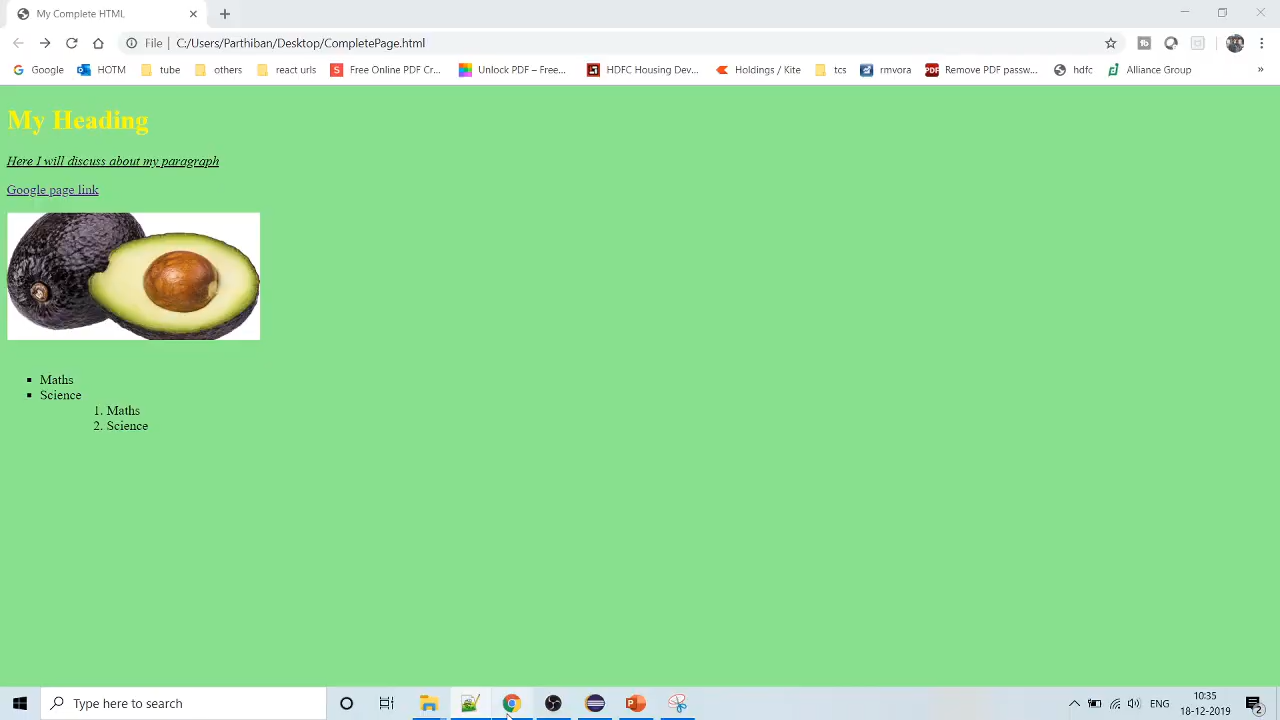 My Complete HTML
File
C:/Users/Parthiban/Desktop/CompletePage.html
Google HOTM tube others react urls Free Online PDF Cr... Unlock PDF – Free... HDFC Housing Dev... Holdings / Kite tcs rmvra Remove PDF passw... hdfc Alliance Group »
My Heading
Here I will discuss about my paragraph
Google page link
Maths
Science
1. Maths
2. Science
Type here to search
ENG
10:35
18-12-2019
2